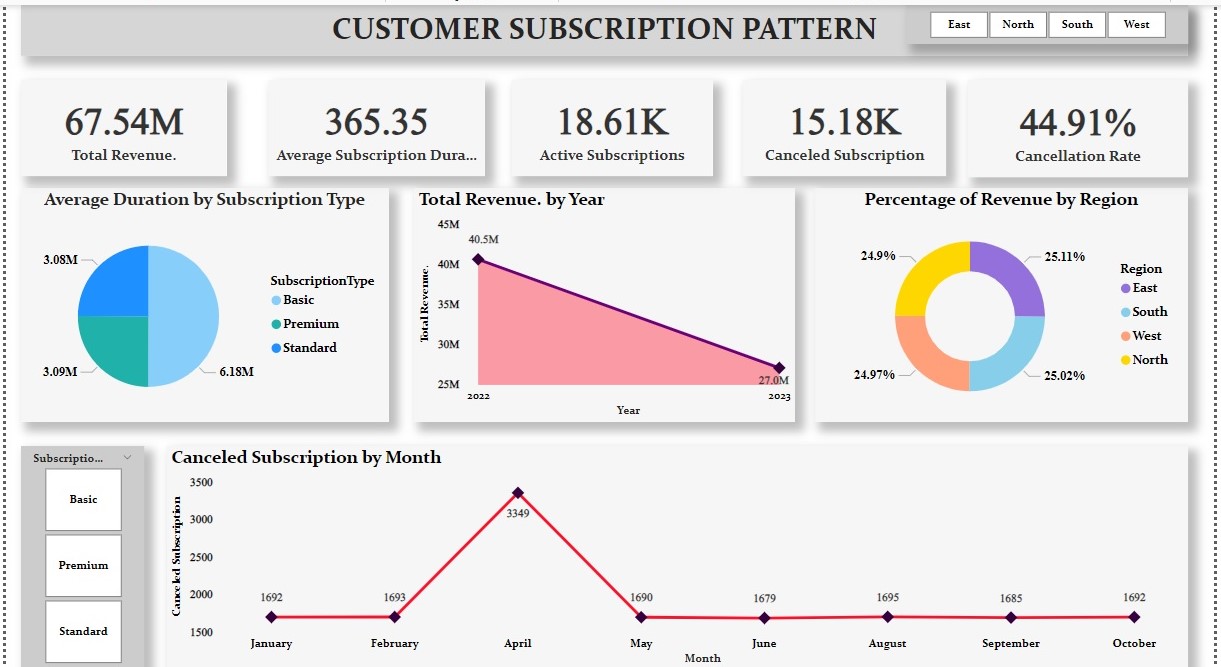 CUSTOMER SUBSCRIPTION PATTERN
East North South West
67.54M
Total Revenue.
365.35
Average Subscription Dura...
18.61K
Active Subscriptions
15.18K
Canceled Subscription
44.91%
Cancellation Rate
Average Duration by Subscription Type
3.08M
3.09M
6.18M
SubscriptionType
Basic
Premium
Standard
Total Revenue. by Year
Total Revenue.
45M
40M
35M
30M
25M
40.5M
27.0M
2022 2023
Year
Percentage of Revenue by Region
24.9%
25.11%
24.97%
25.02%
Region
East
South
West
North
Subscriptio...
Basic
Premium
Standard
Canceled Subscription by Month
Canceled Subscription
3500
3000
2500
2000
1500
1692 1693 3349 1690 1679 1695 1685 1692
January February April May June August September October
Month